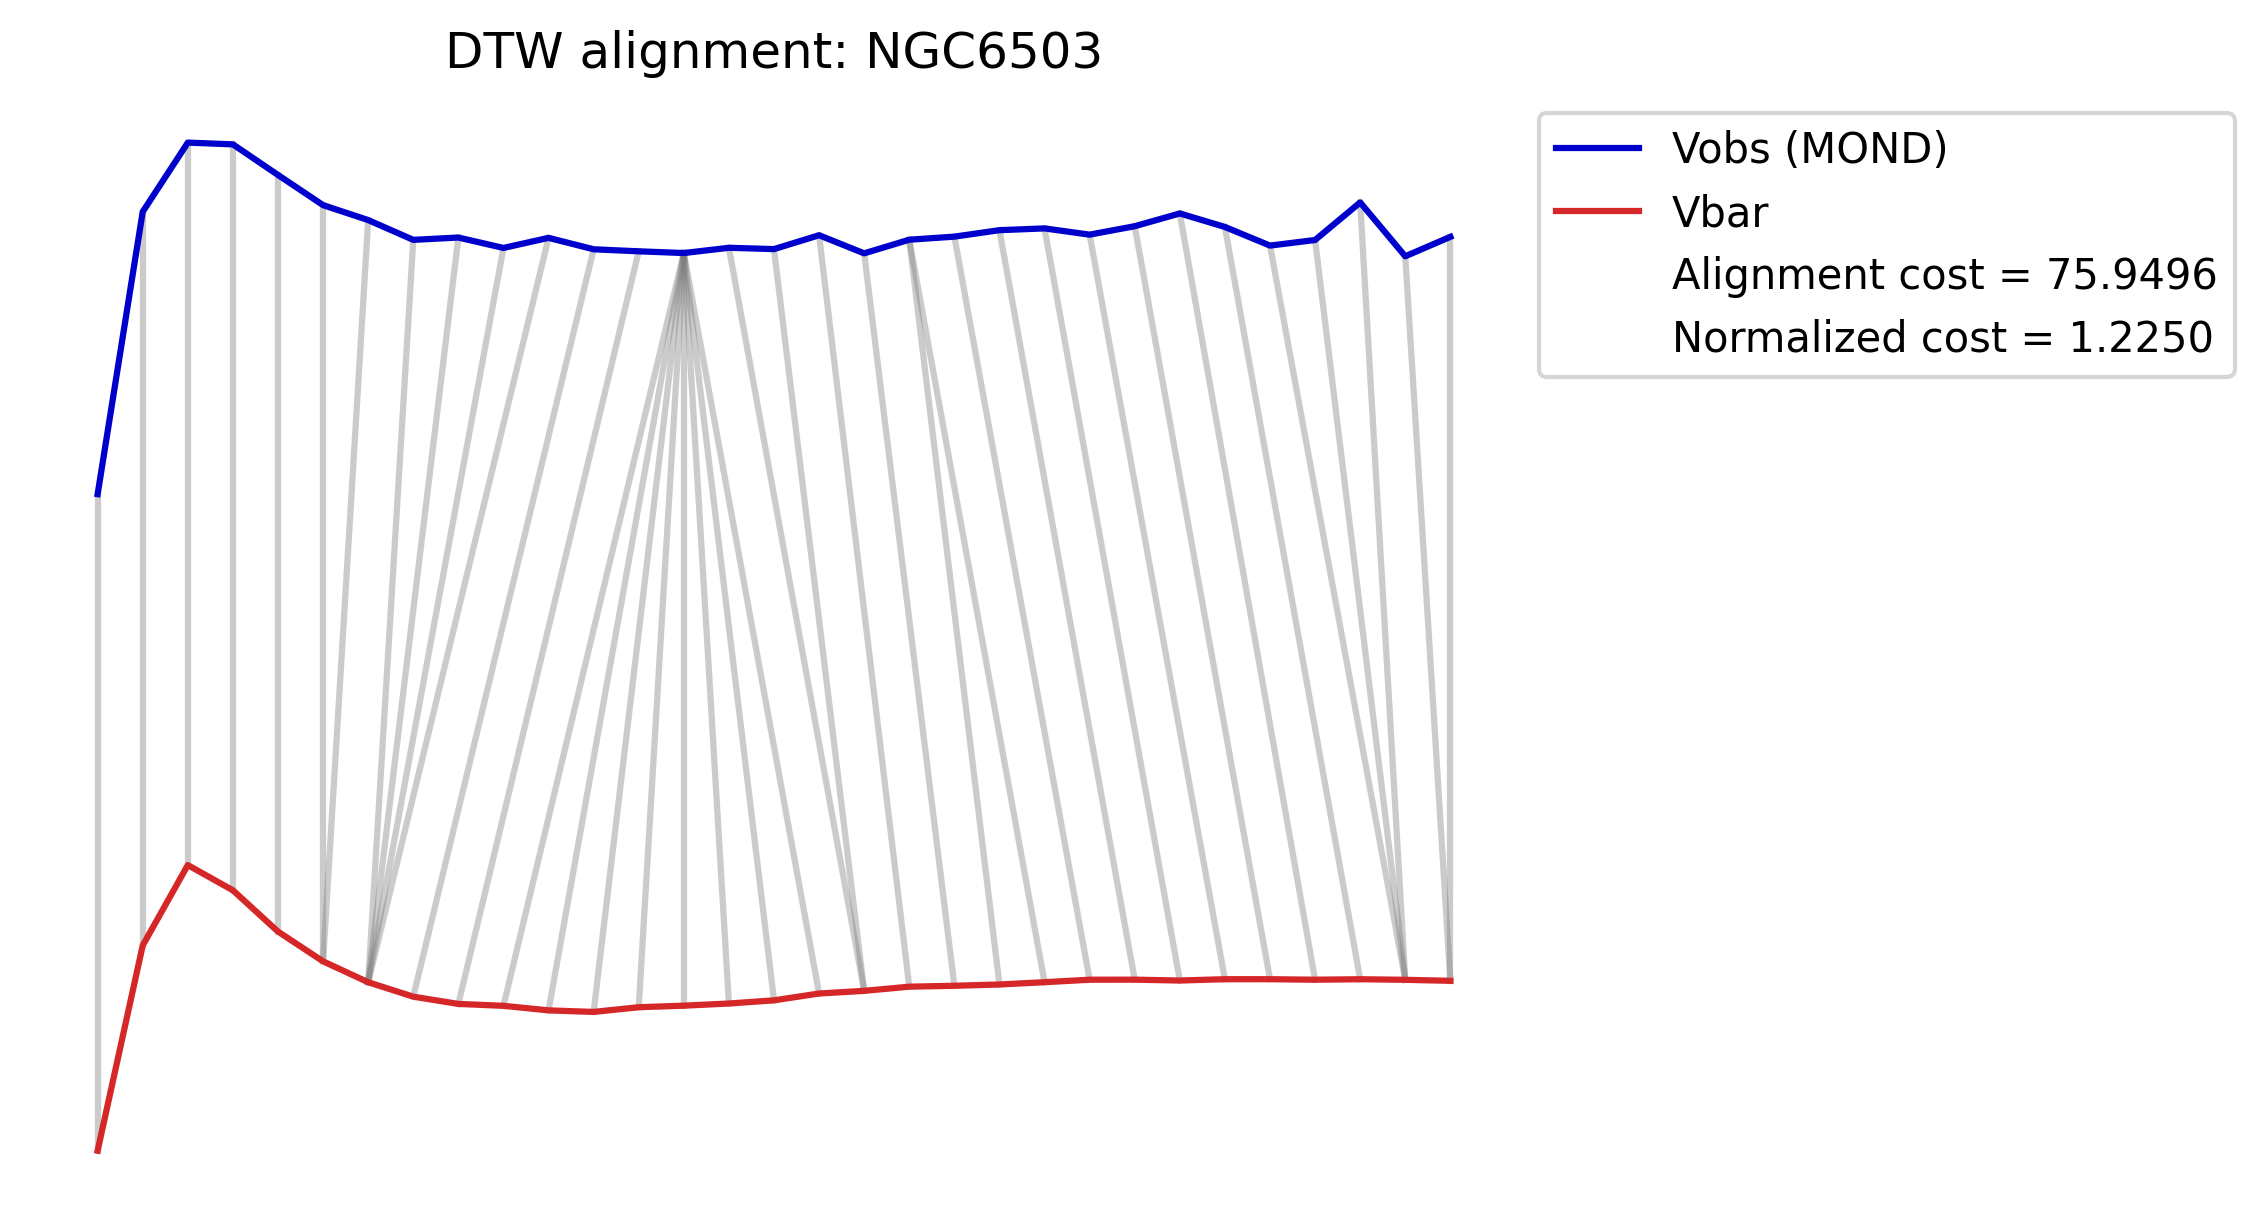 DTW alignment: NGC6503
Vobs (MOND)
Vbar
Alignment cost = 75.9496
Normalized cost = 1.2250